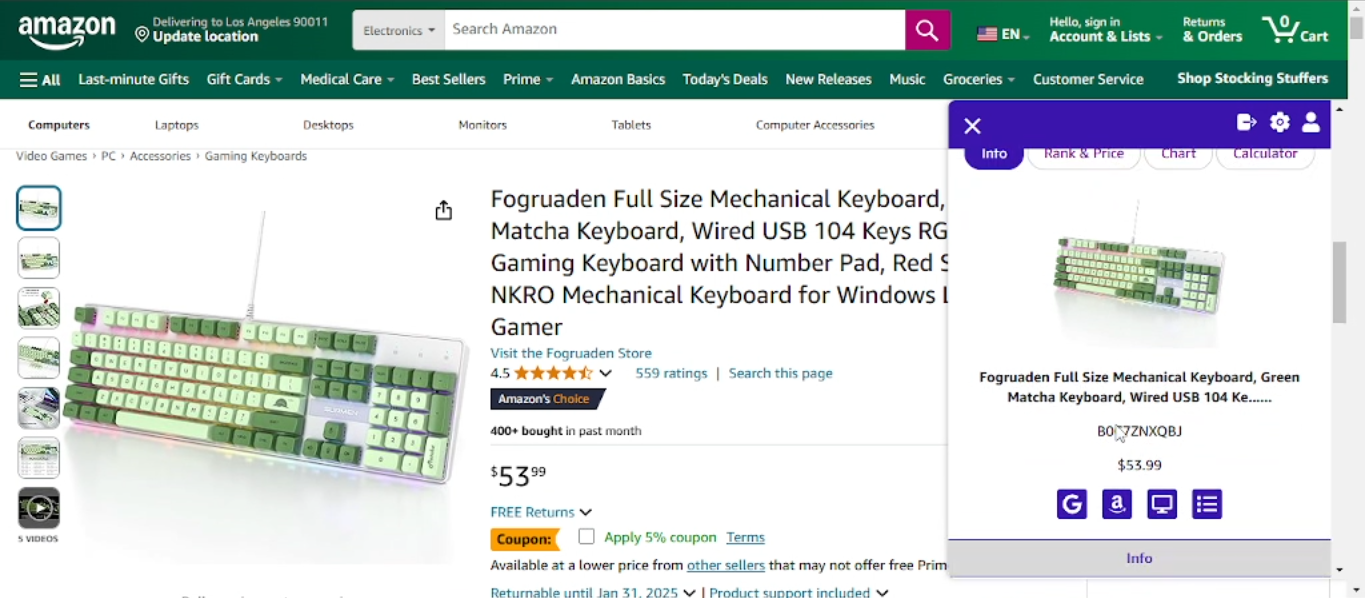 amazon
Delivering to Los Angeles 90011
Update location
Electronics
Search Amazon
EN
Hello, sign in
Account & Lists
Returns
& Orders
0
Cart
All
Last-minute Gifts
Gift Cards
Medical Care
Best Sellers
Prime
Amazon Basics
Today's Deals
New Releases
Music
Groceries
Customer Service
Shop Stocking Stuffers
Computers
Laptops
Desktops
Monitors
Tablets
Computer Accessories
Video Games › PC › Accessories › Gaming Keyboards
5 VIDEOS
Fogruaden Full Size Mechanical Keyboard,
Matcha Keyboard, Wired USB 104 Keys RG
Gaming Keyboard with Number Pad, Red S
NKRO Mechanical Keyboard for Windows L
Gamer
Visit the Fogruaden Store
4.5
559 ratings | Search this page
Amazon's Choice
400+ bought in past month
$53 99
FREE Returns
Coupon:
Apply 5% coupon Terms
Available at a lower price from other sellers that may not offer free Prim
Returnable until Jan 31, 2025 | Product support included
Info
Rank & Price
Chart
Calculator
Fogruaden Full Size Mechanical Keyboard, Green
Matcha Keyboard, Wired USB 104 Ke......
$53.99
G
a
Info